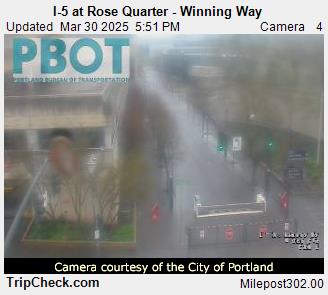 I-5 at Rose Quarter - Winning Way
Updated Mar 30 2025 5:51 PM Camera 4
PBOT
PORTLAND BUREAU OF TRANSPORTATION
Camera courtesy of the City of Portland
TripCheck.com Milepost302.00